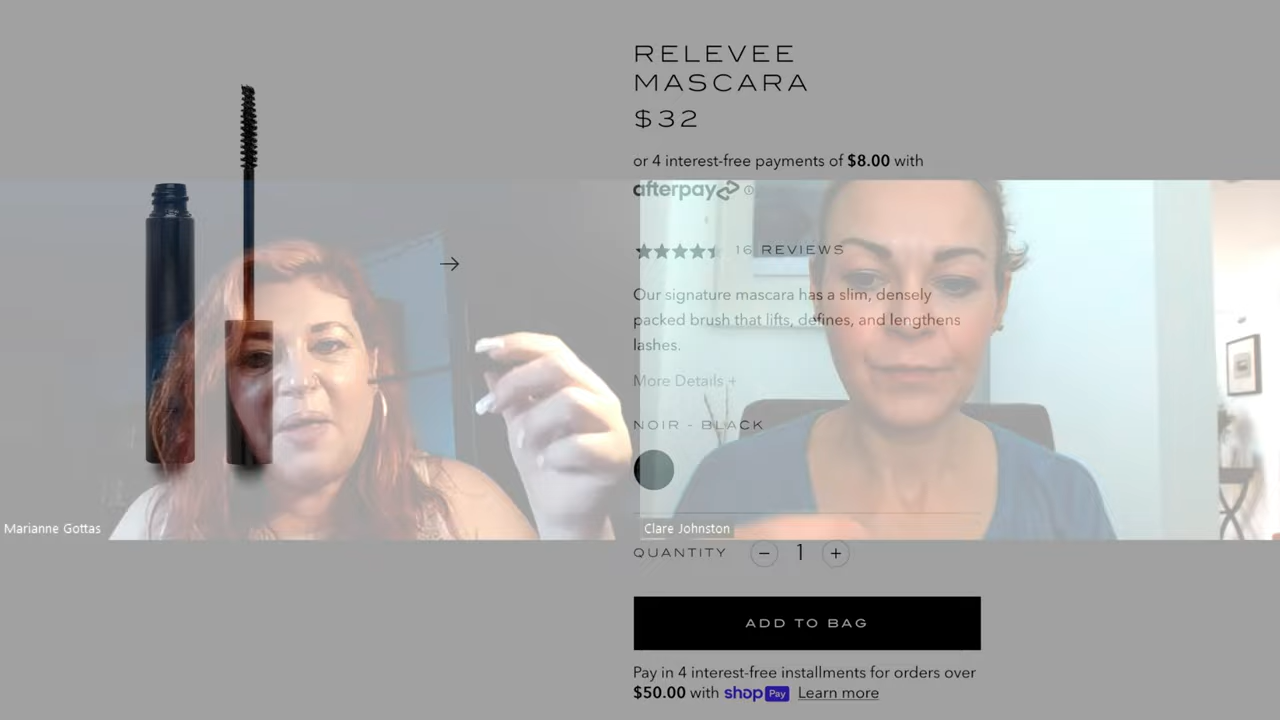 RELEVEE
MASCARA
$32
or 4 interest-free payments of $8.00 with
afterpay
16 REVIEWS
Our signature mascara has a slim, densely
packed brush that lifts, defines, and lengthens
lashes.
More Details +
NOIR - BLACK
Marianne Gottas
Clare Johnston
QUANTITY − 1 +
ADD TO BAG
Pay in 4 interest-free installments for orders over
$50.00 with shop Pay Learn more